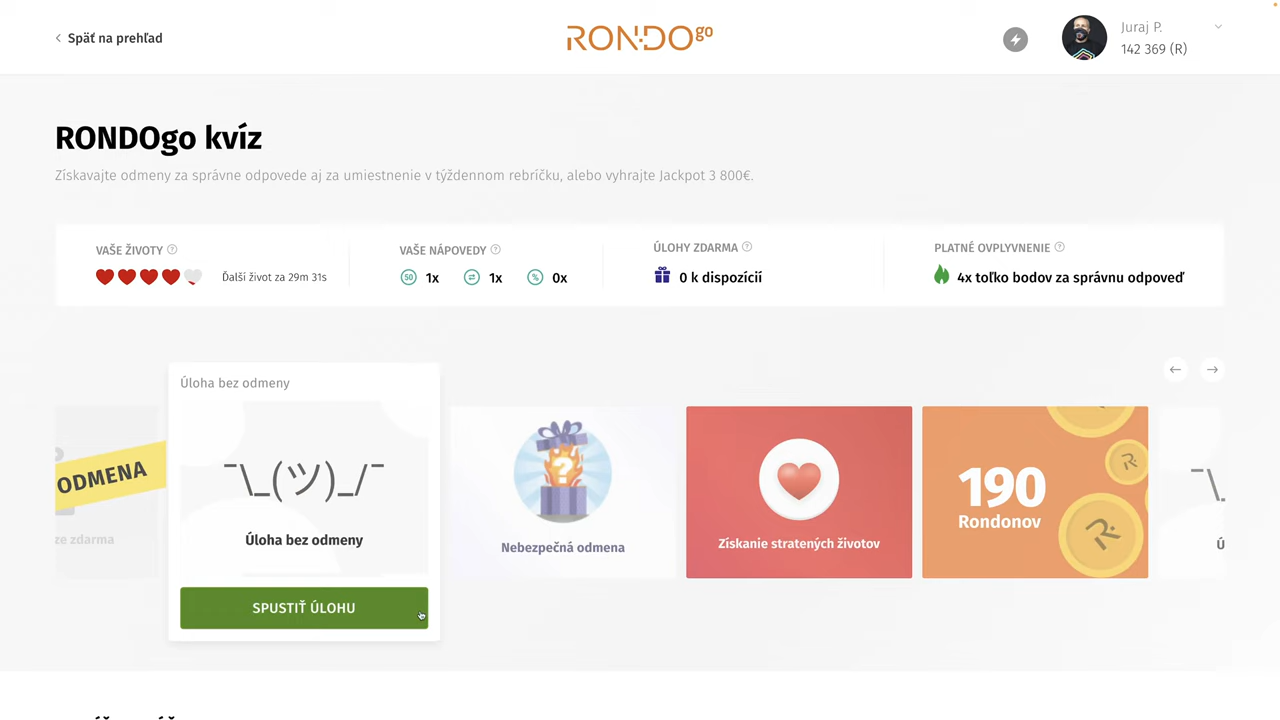 Späť na prehľad
RONDOgo
Juraj P.
142 369 (R)
RONDOgo kvíz
Získavajte odmeny za správne odpovede aj za umiestnenie v týždennom rebríčku, alebo vyhrajte Jackpot 3 800€.
VAŠE ŽIVOTY
Ďalší život za 29m 31s
VAŠE NÁPOVEDY
50 1x 1x % 0x
ÚLOHY ZDARMA
0 k dispozícií
PLATNÉ OVPLYVNENIE
4x toľko bodov za správnu odpoveď
ODMENA
ze zdarma
Úloha bez odmeny
¯\_(ツ)_/¯
Úloha bez odmeny
SPUSTIŤ ÚLOHU
?
Nebezpečná odmena
Získanie stratených životov
190
Rondonov
¯\_
Ú